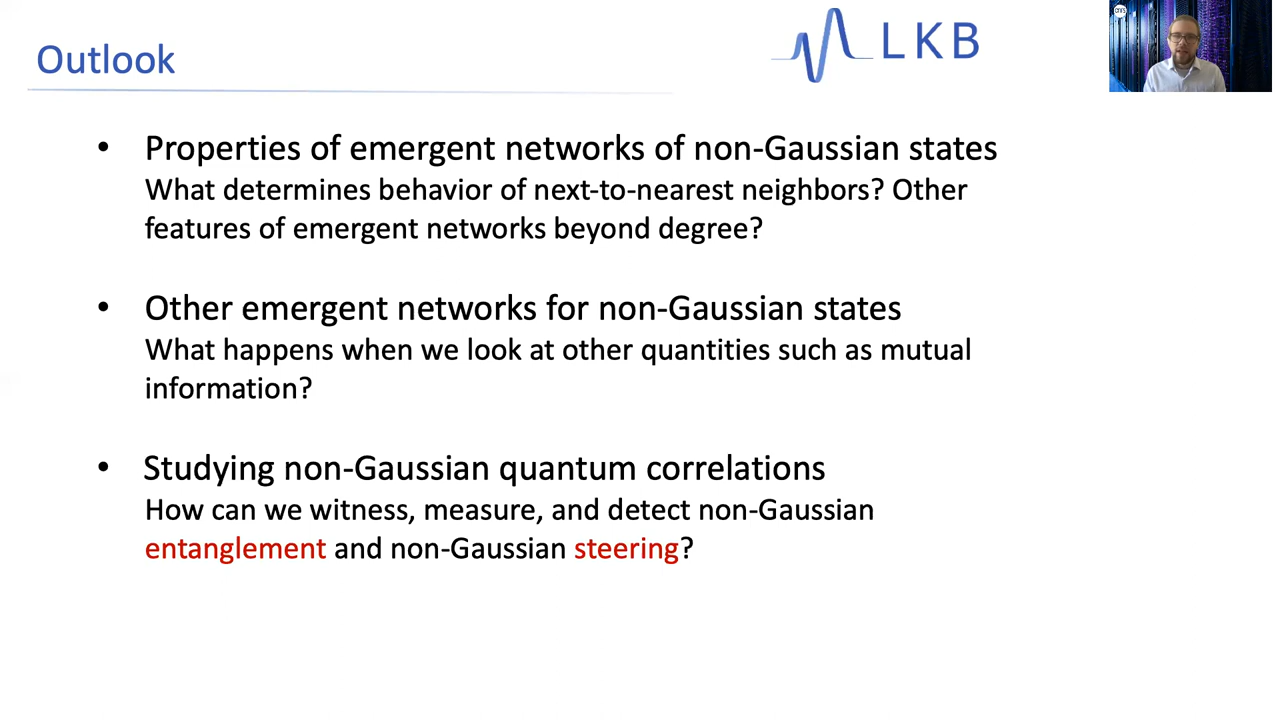 Outlook
LKB
cnrs
• Properties of emergent networks of non-Gaussian states
What determines behavior of next-to-nearest neighbors? Other
features of emergent networks beyond degree?
• Other emergent networks for non-Gaussian states
What happens when we look at other quantities such as mutual
information?
• Studying non-Gaussian quantum correlations
How can we witness, measure, and detect non-Gaussian
entanglement and non-Gaussian steering?